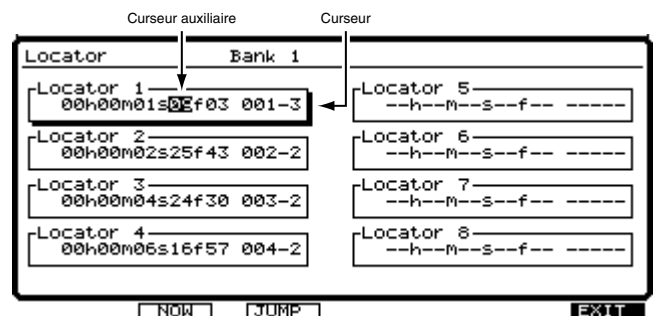 Curseur auxiliaire Curseur
Locator Bank 1
Locator 1
00h00m01s09f03 001-3
Locator 2
00h00m02s25f43 002-2
Locator 3
00h00m04s24f30 003-2
Locator 4
00h00m06s16f57 004-2
Locator 5
--h--m--s--f-- -----
Locator 6
--h--m--s--f-- -----
Locator 7
--h--m--s--f-- -----
Locator 8
--h--m--s--f-- -----
NOW JUMP EXIT